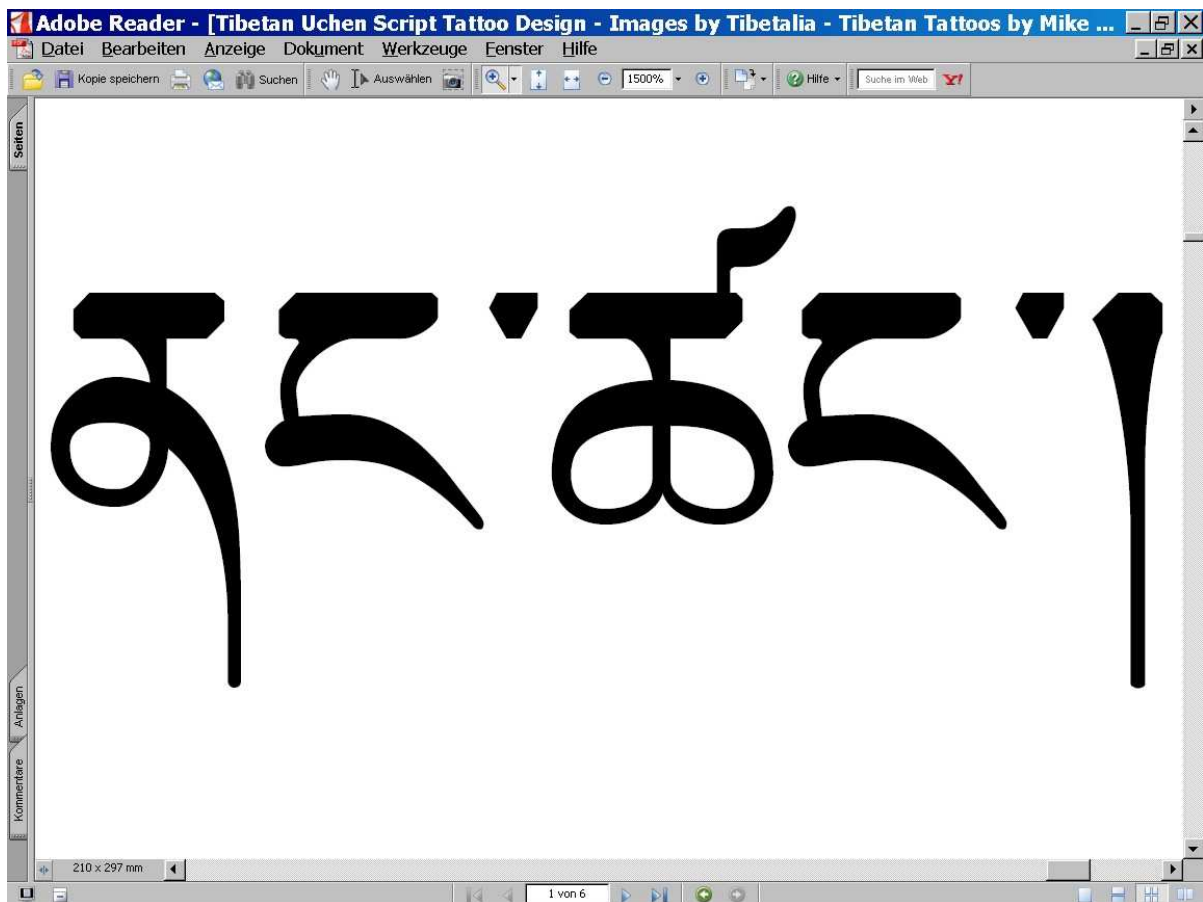 Adobe Reader - [Tibetan Uchen Script Tattoo Design - Images by Tibetalia - Tibetan Tattoos by Mike ...
Datei Bearbeiten Anzeige Dokument Werkzeuge Fenster Hilfe
Kopie speichern Suchen Auswählen 1500% Hilfe Suche im Web Y!
Seiten
ནང་ཚང་།
Anlagen
Kommentare
210 x 297 mm
1 von 6